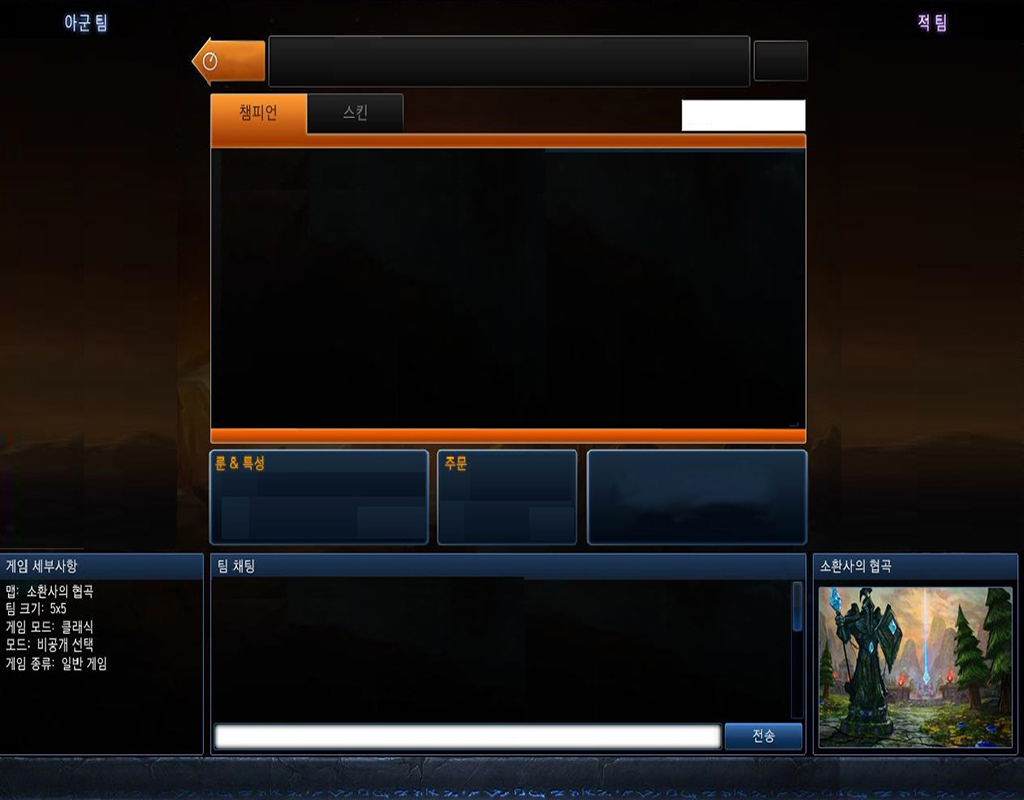 아군 팀
적 팀
챔피언
스킨
룬 & 특성
주문
게임 세부사항
맵: 소환사의 협곡
팀 크기: 5x5
게임 모드: 클래식
모드: 비공개 선택
게임 종류: 일반 게임
팀 채팅
전송
소환사의 협곡